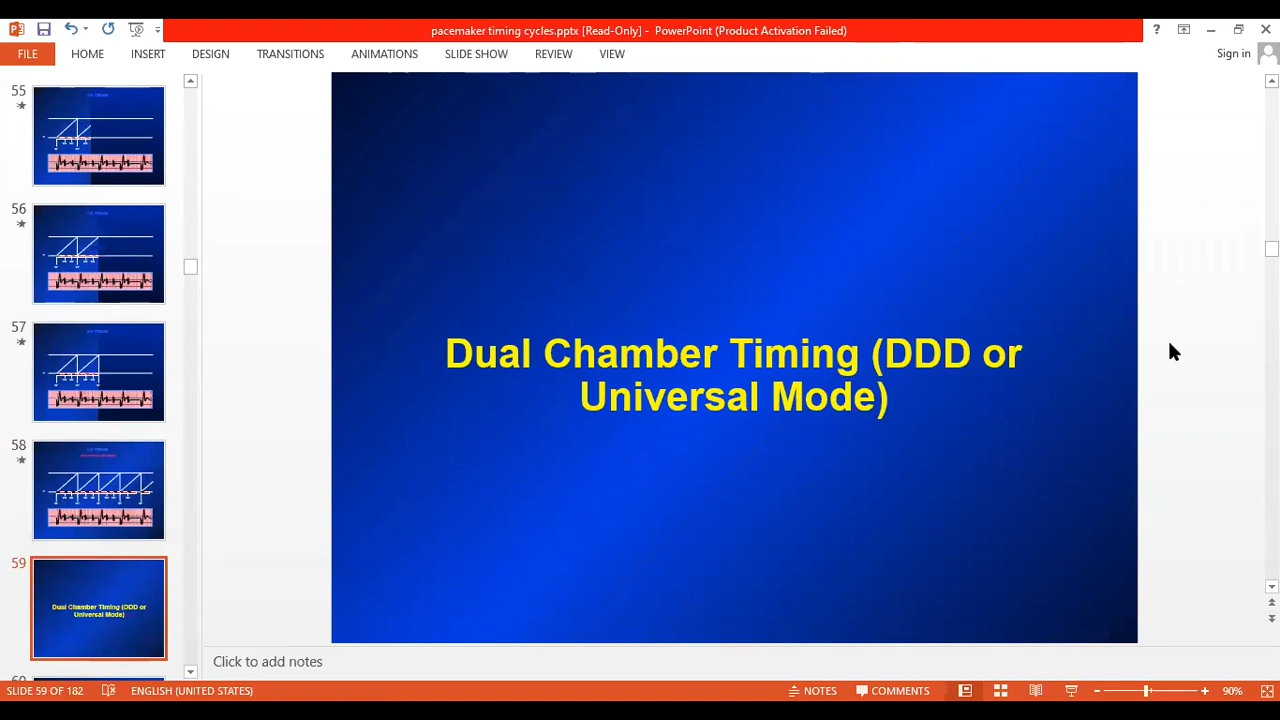 pacemaker timing cycles.pptx [Read-Only] - PowerPoint (Product Activation Failed)
FILE HOME INSERT DESIGN TRANSITIONS ANIMATIONS SLIDE SHOW REVIEW VIEW Sign in
55
56
57
58
59
Dual Chamber Timing (DDD or
Universal Mode)
Dual Chamber Timing (DDD or
Universal Mode)
Click to add notes
SLIDE 59 OF 182 ENGLISH (UNITED STATES) NOTES COMMENTS 90%